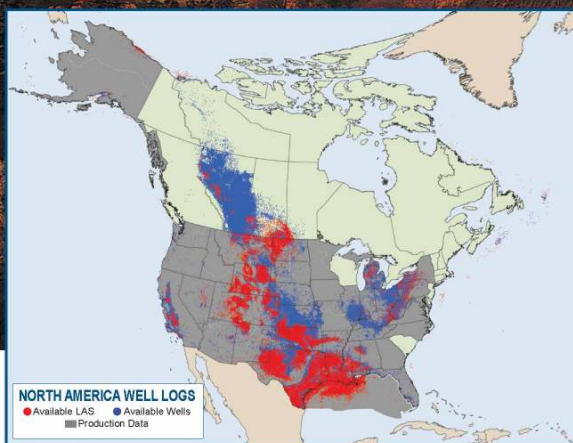 NORTH AMERICA WELL LOGS
Available LAS Available Wells
Production Data